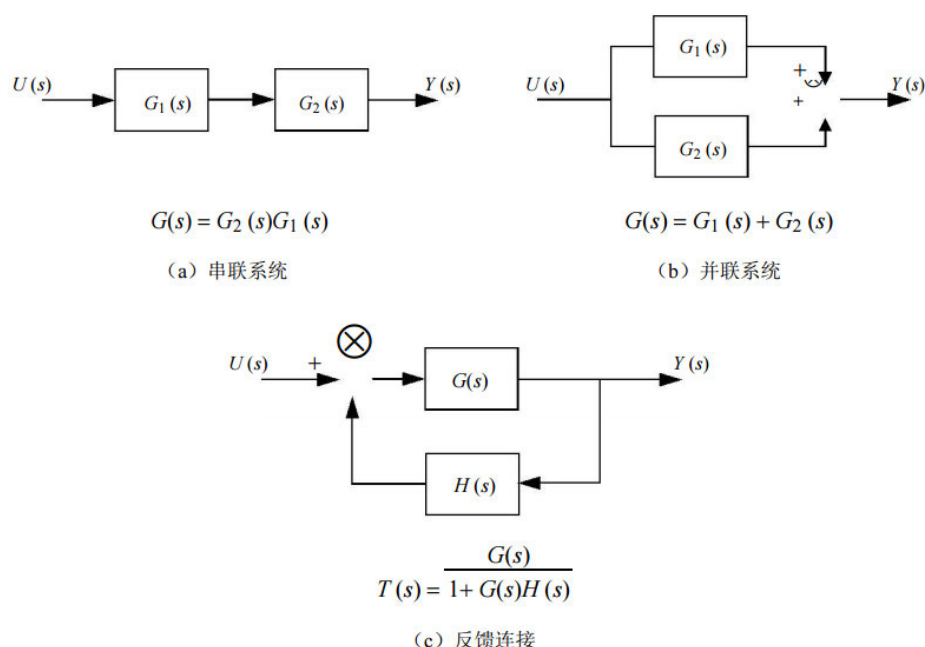 U(s)
G₁(s)
G₂(s)
Y(s)
G(s) = G₂(s)G₁(s)
（a）串联系统
U(s)
G₁(s)
G₂(s)
+
+
Y(s)
G(s) = G₁(s) + G₂(s)
（b）并联系统
U(s)
+
G(s)
Y(s)
H(s)
T(s) = G(s) / 1+ G(s)H(s)
（c）反馈连接